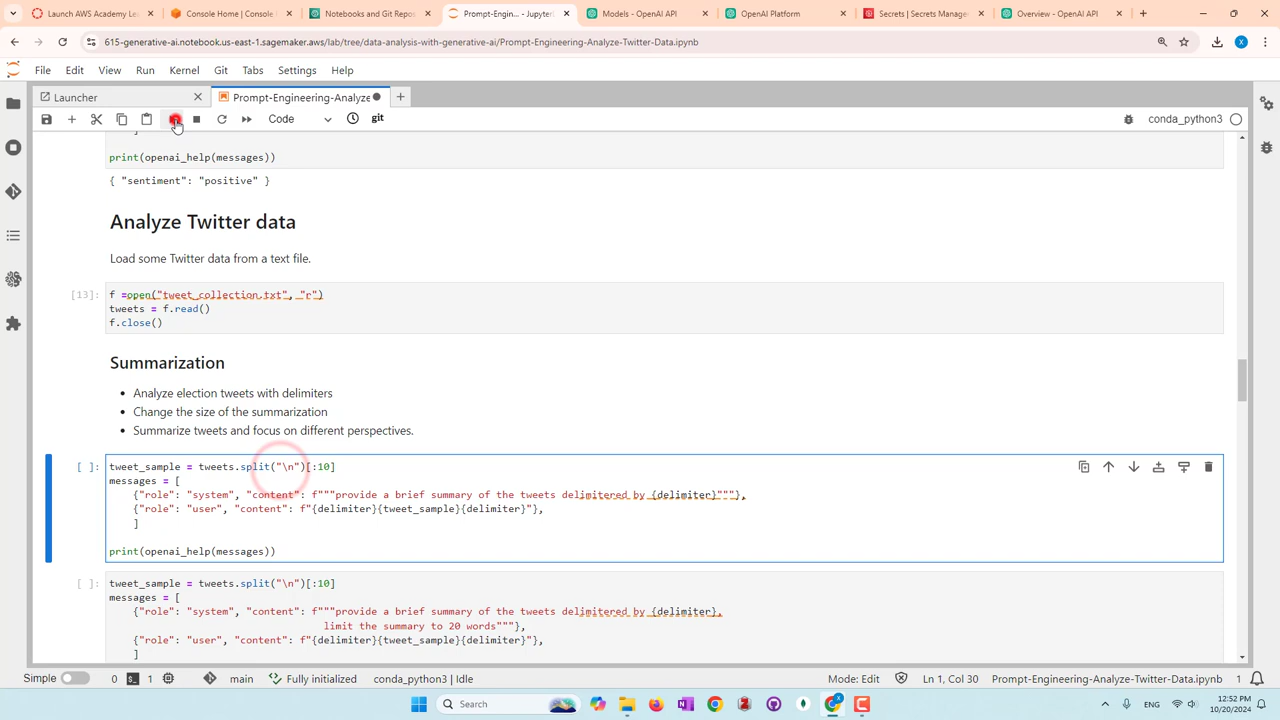 Launch AWS Academy Le
Console Home | Console
Notebooks and Git Repos
Prompt-Engin... - Jupyter
Models - OpenAI API
OpenAI Platform
Secrets | Secrets Manage
Overview - OpenAI API
615-generative-ai.notebook.us-east-1.sagemaker.aws/lab/tree/data-analysis-with-generative-ai/Prompt-Engineering-Analyze-Twitter-Data.ipynb
X
File Edit View Run Kernel Git Tabs Settings Help
Launcher
Prompt-Engineering-Analyze
Code
git
conda_python3
]
print(openai_help(messages))
{ "sentiment": "positive" }
Analyze Twitter data
Load some Twitter data from a text file.
[13]:
f =open("tweet_collection.txt", "r")
tweets = f.read()
f.close()
Summarization
• Analyze election tweets with delimiters
• Change the size of the summarization
• Summarize tweets and focus on different perspectives.
[ ]:
tweet_sample = tweets.split("\n")[:10]
messages = [
{"role": "system", "content": f"""provide a brief summary of the tweets delimitered by {delimiter}"""},
{"role": "user", "content": f"{delimiter}{tweet_sample}{delimiter}"},
]
print(openai_help(messages))
[ ]:
tweet_sample = tweets.split("\n")[:10]
messages = [
{"role": "system", "content": f"""provide a brief summary of the tweets delimitered by {delimiter},
limit the summary to 20 words"""},
{"role": "user", "content": f"{delimiter}{tweet_sample}{delimiter}"},
]
Simple 0 1 main Fully initialized conda_python3 | Idle Mode: Edit Ln 1, Col 30 Prompt-Engineering-Analyze-Twitter-Data.ipynb 1
Search
ENG
12:52 PM
10/20/2024